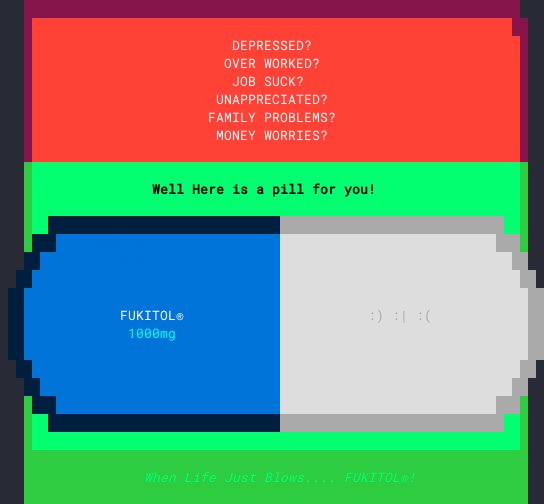 DEPRESSED?
OVER WORKED?
JOB SUCK?
UNAPPRECIATED?
FAMILY PROBLEMS?
MONEY WORRIES?
Well Here is a pill for you!
FUKITOL® :) :| :(
1000mg
When Life Just Blows.... FUKITOL®!